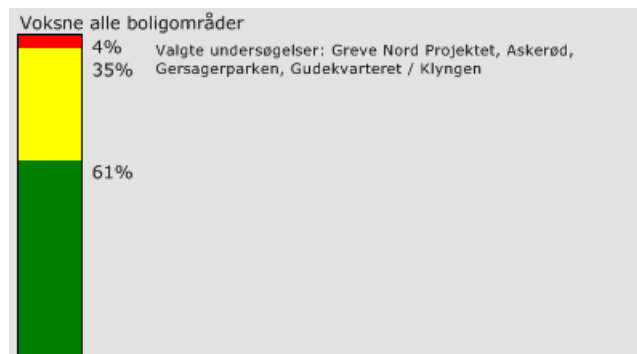 Voksne alle boligområder
4%
Valgte undersøgelser: Greve Nord Projektet, Askerød,
35%
Gersagerparken, Gudekvarteret / Klyngen
61%